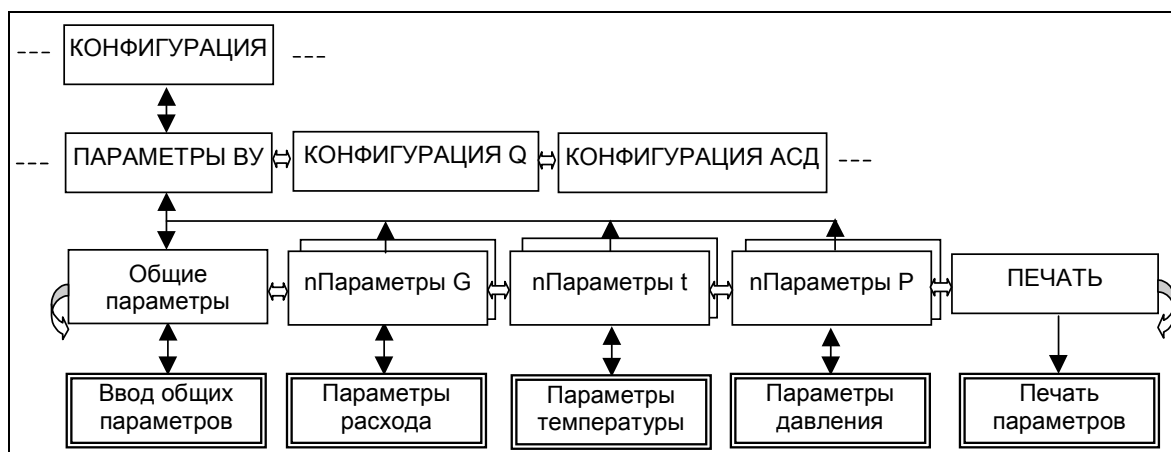 КОНФИГУРАЦИЯ
ПАРАМЕТРЫ ВУ
КОНФИГУРАЦИЯ Q
КОНФИГУРАЦИЯ АСД
Общие
параметры
nПараметры G
nПараметры t
nПараметры P
ПЕЧАТЬ
Ввод общих
параметров
Параметры
расхода
Параметры
температуры
Параметры
давления
Печать
параметров